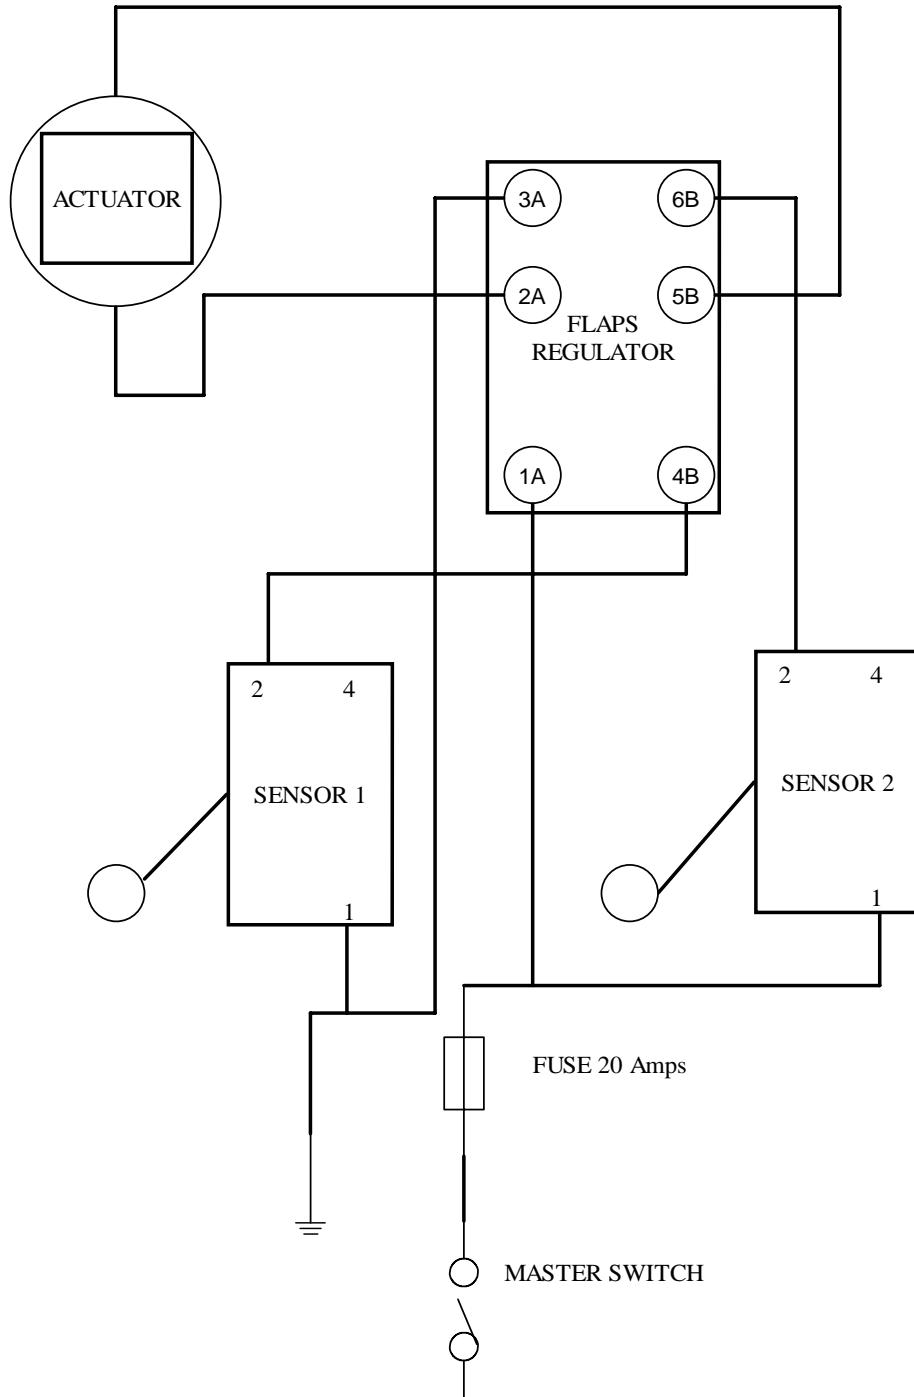 ACTUATOR
3A
6B
2A
5B
FLAPS
REGULATOR
1A
4B
2
4
SENSOR 1
1
2
4
SENSOR 2
1
FUSE 20 Amps
MASTER SWITCH